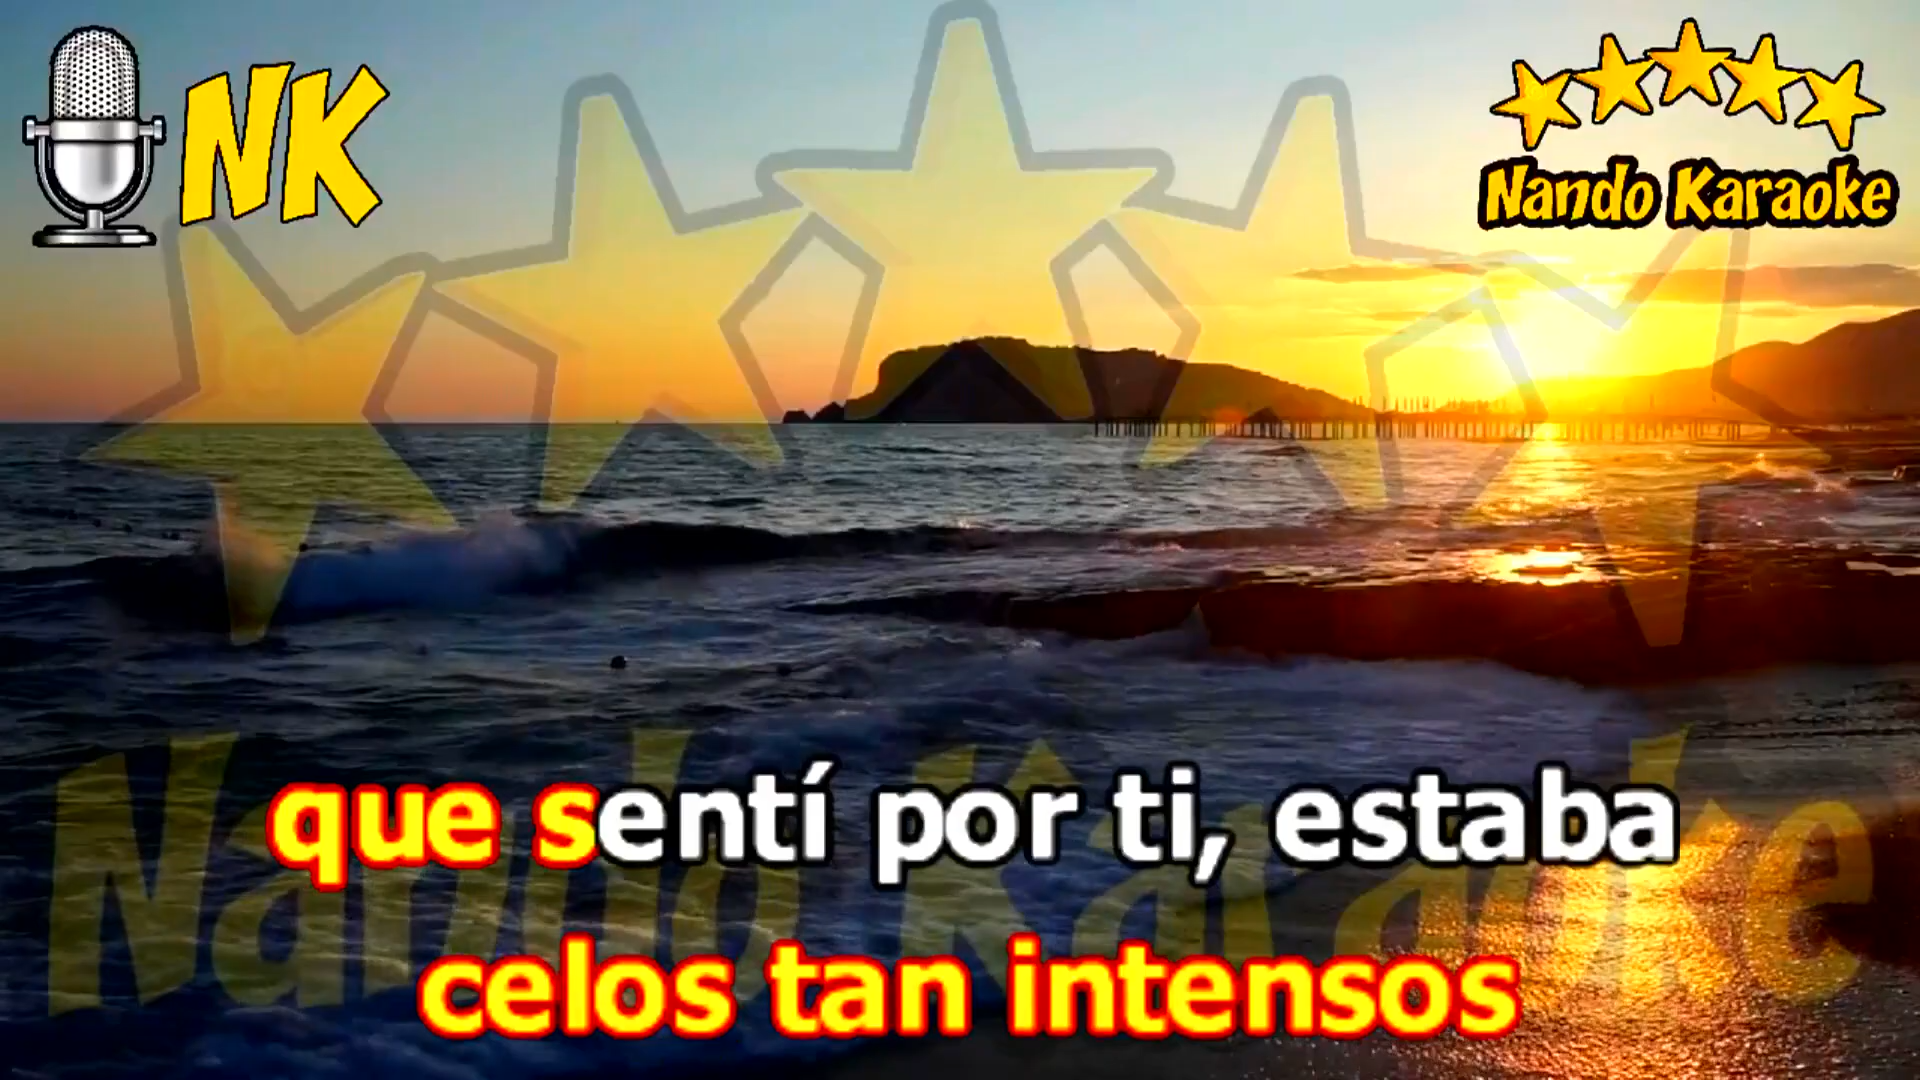 NK
Nando Karaoke
que sentí por ti, estaba
celos tan intensos
Nando Karaoke